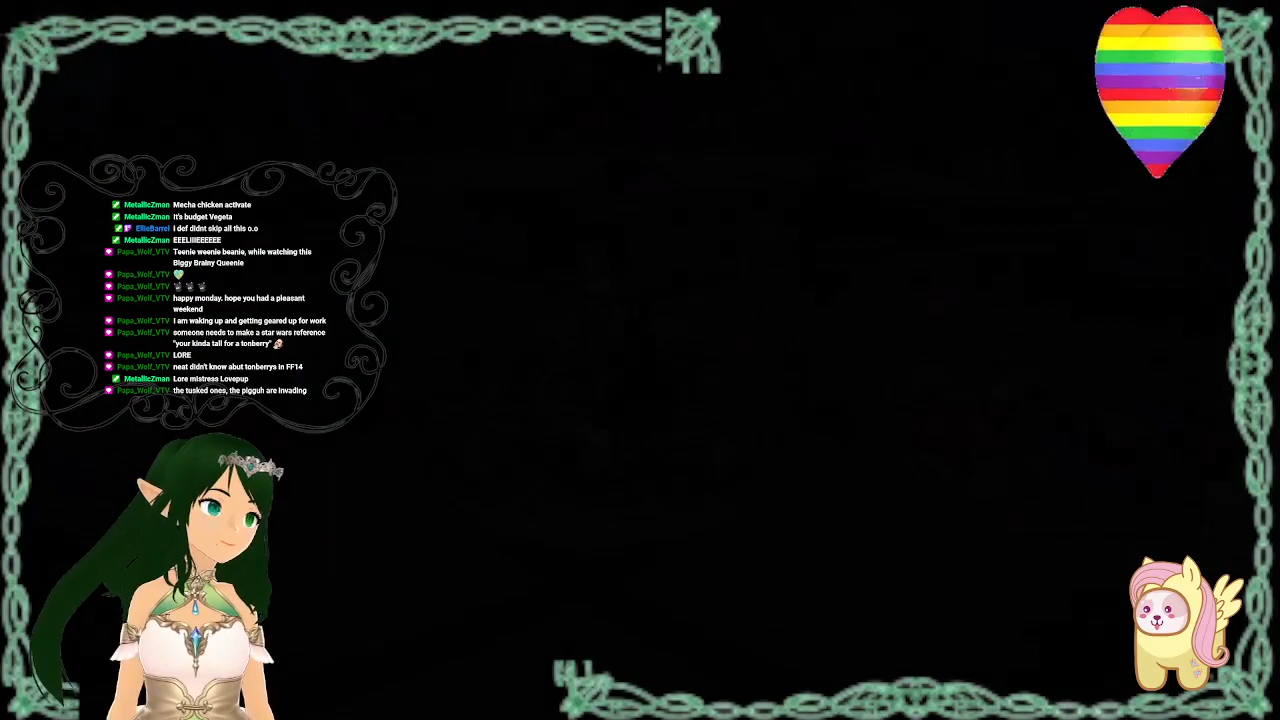 MetallicZman Mecha chicken activate
MetallicZman It's budget Vegeta
EllieBarrel I def didnt skip all this o.o
MetallicZman EEELIIIEEEEEE
Papa_Wolf_VTV Teenie weenie beanie, while watching this
Biggy Brainy Queenie
Papa_Wolf_VTV
Papa_Wolf_VTV
Papa_Wolf_VTV happy monday. hope you had a pleasant
weekend
Papa_Wolf_VTV I am waking up and getting geared up for work
Papa_Wolf_VTV someone needs to make a star wars reference
"your kinda tall for a tonberry"
Papa_Wolf_VTV LORE
Papa_Wolf_VTV neat didn't know abut tonberrys in FF14
MetallicZman Lore mistress Lovepup
Papa_Wolf_VTV the tusked ones, the pigguh are invading